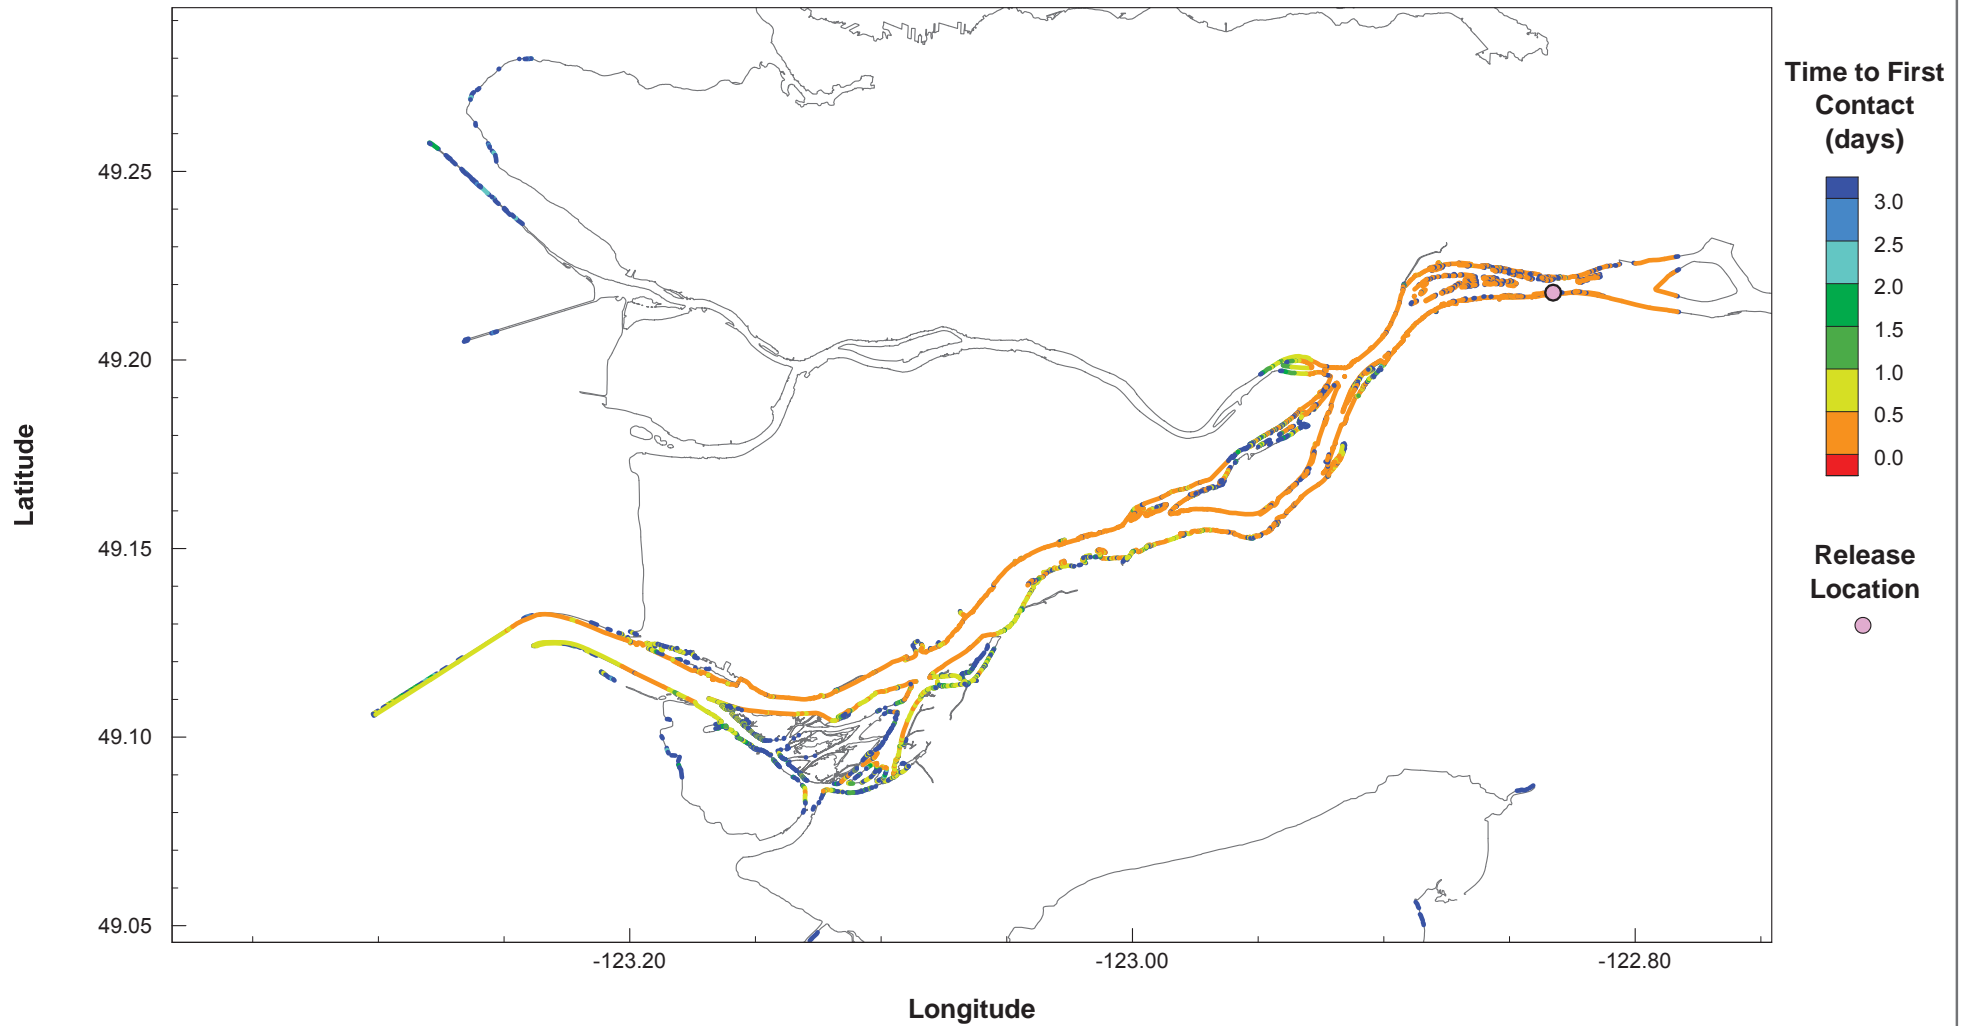 Time to First
Contact
(days)
3.0
2.5
2.0
1.5
1.0
0.5
0.0
Release
Location
Latitude
49.25
49.20
49.15
49.10
49.05
-123.20
-123.00
-122.80
Longitude